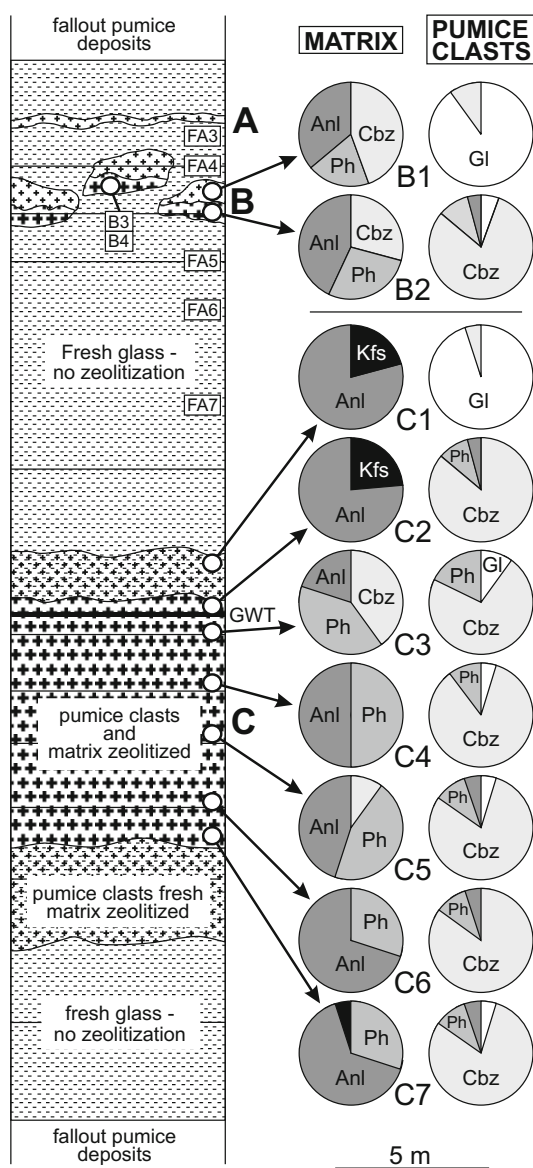 fallout pumice
deposits
MATRIX
PUMICE
CLASTS
A
FA3
FA4
B
B3
B4
FA5
FA6
Fresh glass -
no zeolitization
FA7
GWT
pumice clasts
and
matrix zeolitized
C
pumice clasts fresh
matrix zeolitized
fresh glass -
no zeolitization
fallout pumice
deposits
Anl
Cbz
Ph
B1
Gl
Anl
Cbz
Ph
B2
Cbz
Kfs
Anl
C1
Gl
Kfs
Anl
C2
Ph
Cbz
Anl
Cbz
Ph
C3
Ph
Gl
Cbz
Anl
Ph
C4
Ph
Cbz
Anl
Ph
C5
Ph
Cbz
Ph
Anl
C6
Ph
Cbz
Ph
Anl
C7
Ph
Cbz
5 m